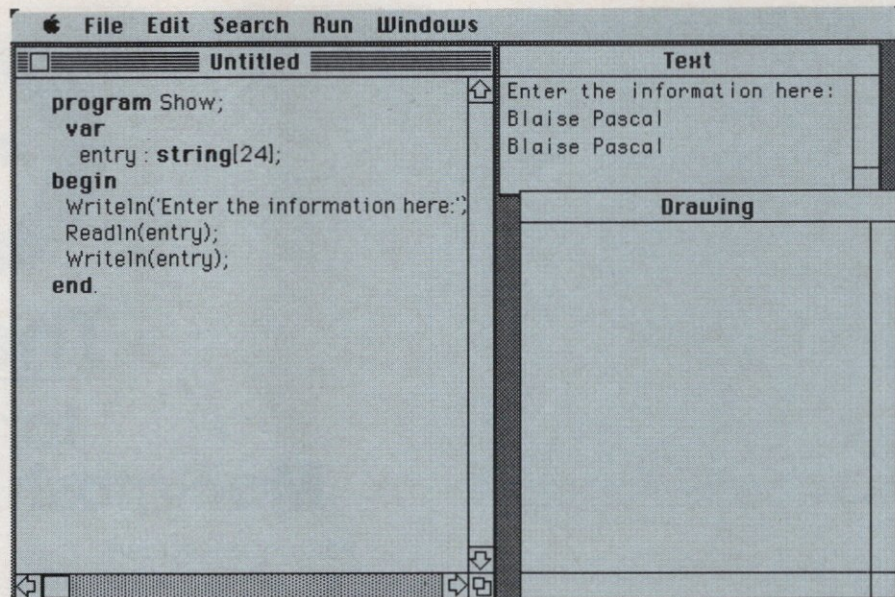 File Edit Search Run Windows
Untitled
program Show;
var
entry : string[24];
begin
Writeln('Enter the information here:');
Readln(entry);
Writeln(entry);
end.
Text
Enter the information here:
Blaise Pascal
Blaise Pascal
Drawing